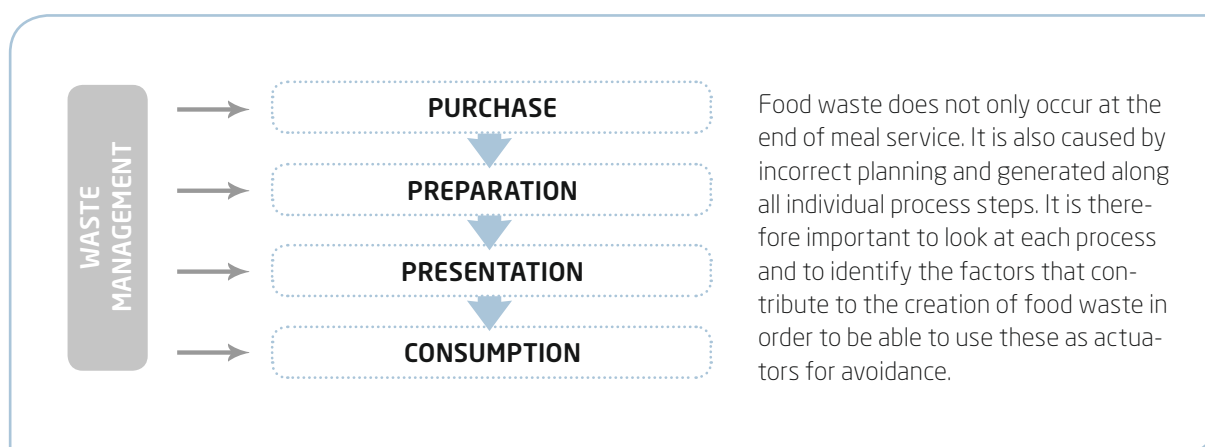 WASTE
MANAGEMENT
PURCHASE
PREPARATION
PRESENTATION
CONSUMPTION
Food waste does not only occur at the
end of meal service. It is also caused by
incorrect planning and generated along
all individual process steps. It is there-
fore important to look at each process
and to identify the factors that con-
tribute to the creation of food waste in
order to be able to use these as actua-
tors for avoidance.